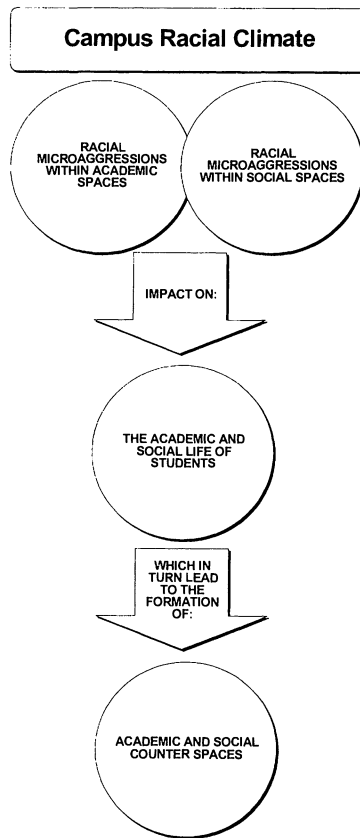 Campus Racial Climate
RACIAL
MICROAGGRESSIONS
WITHIN ACADEMIC
SPACES
RACIAL
MICROAGGRESSIONS
WITHIN SOCIAL SPACES
IMPACT ON:
THE ACADEMIC AND
SOCIAL LIFE OF
STUDENTS
WHICH IN
TURN LEAD
TO THE
FORMATION
OF:
ACADEMIC AND SOCIAL
COUNTER SPACES